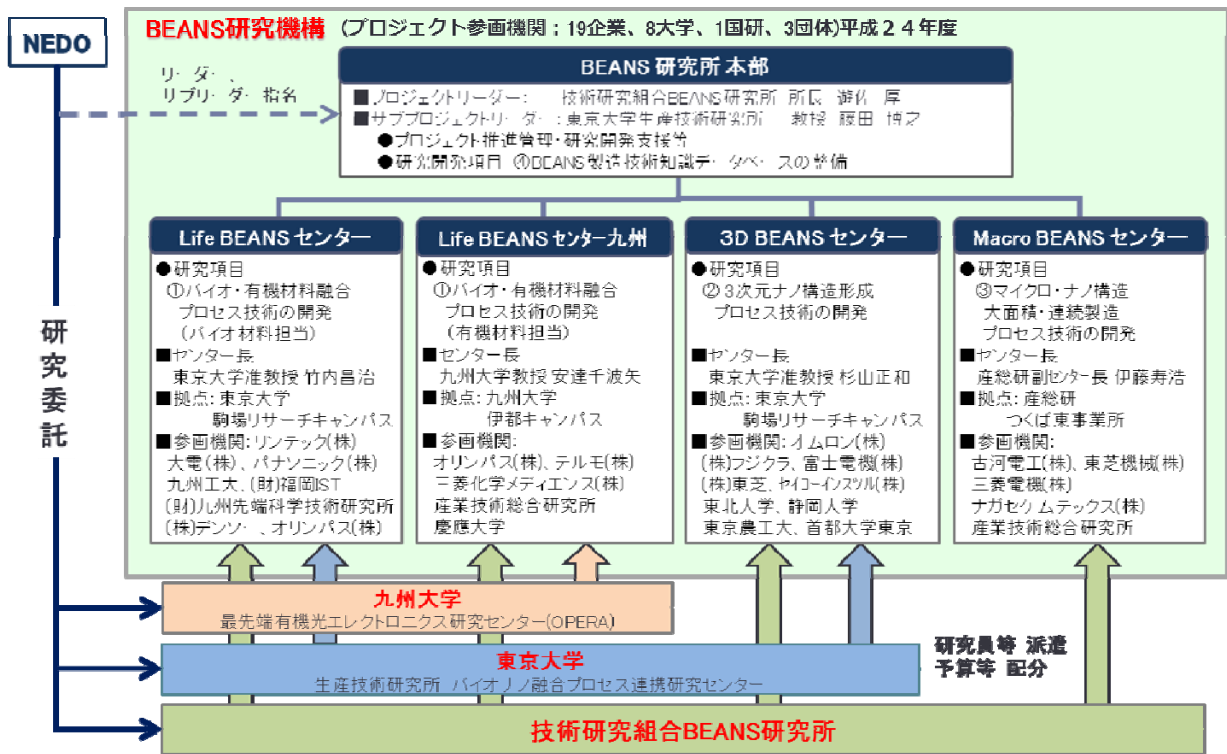 NEDO
BEANS研究機構 (プロジェクト参画機関：19企業、8大学、1国研、3団体)平成２４年度
リーダー、
リブリーダー指名
BEANS 研究所 本部
■プロジェクトリーダー： 技術研究組合BEANS研究所 所長 遊佐 厚
■サブプロジェクトリーダー：東京大学生産技術研究所 教授 藤田 博之
●プロジェクト推進管理・研究開発支援等
●研究開発項目 ④BEANS製造技術知識データベースの整備
Life BEANS センター
●研究項目
①バイオ・有機材料融合
プロセス技術の開発
(バイオ材料担当)
■センター長
東京大学准教授 竹内昌治
■拠点: 東京大学
駒場リサーチキャンパス
■参画機関: リンテック(株)
大電(株)、パナソニック(株)
九州工大、(財)福岡IST
(財)九州先端科学技術研究所
(株)デンソー、オリンパス(株)
Life BEANS センター九州
●研究項目
①バイオ・有機材料融合
プロセス技術の開発
(有機材料担当)
■センター長
九州大学教授 安達千波矢
■拠点: 九州大学
伊都キャンパス
■参画機関:
オリンパス(株)、テルモ(株)
三菱化学メディエンス(株)
産業技術総合研究所
慶應大学
3D BEANS センター
●研究項目
②３次元ナノ構造形成
プロセス技術の開発
■センター長
東京大学准教授 杉山正和
■拠点: 東京大学
駒場リサーチキャンパス
■参画機関: オムロン(株)
(株)フジクラ、富士電機(株)
(株)東芝、セイコーインスツル(株)
東北大学、静岡大学
東京農工大、首都大学東京
Macro BEANS センター
●研究項目
③マイクロ・ナノ構造
大面積・連続製造
プロセス技術の開発
■センター長
産総研副センター長 伊藤寿浩
■拠点: 産総研
つくば東事業所
■参画機関:
古河電工(株)、東芝機械(株)
三菱電機(株)
ナガセケムテックス(株)
産業技術総合研究所
研究委託
九州大学
最先端有機光エレクトロニクス研究センター(OPERA)
東京大学
生産技術研究所 バイオナノ融合プロセス連携研究センター
研究員等 派遣
予算等 配分
技術研究組合BEANS研究所